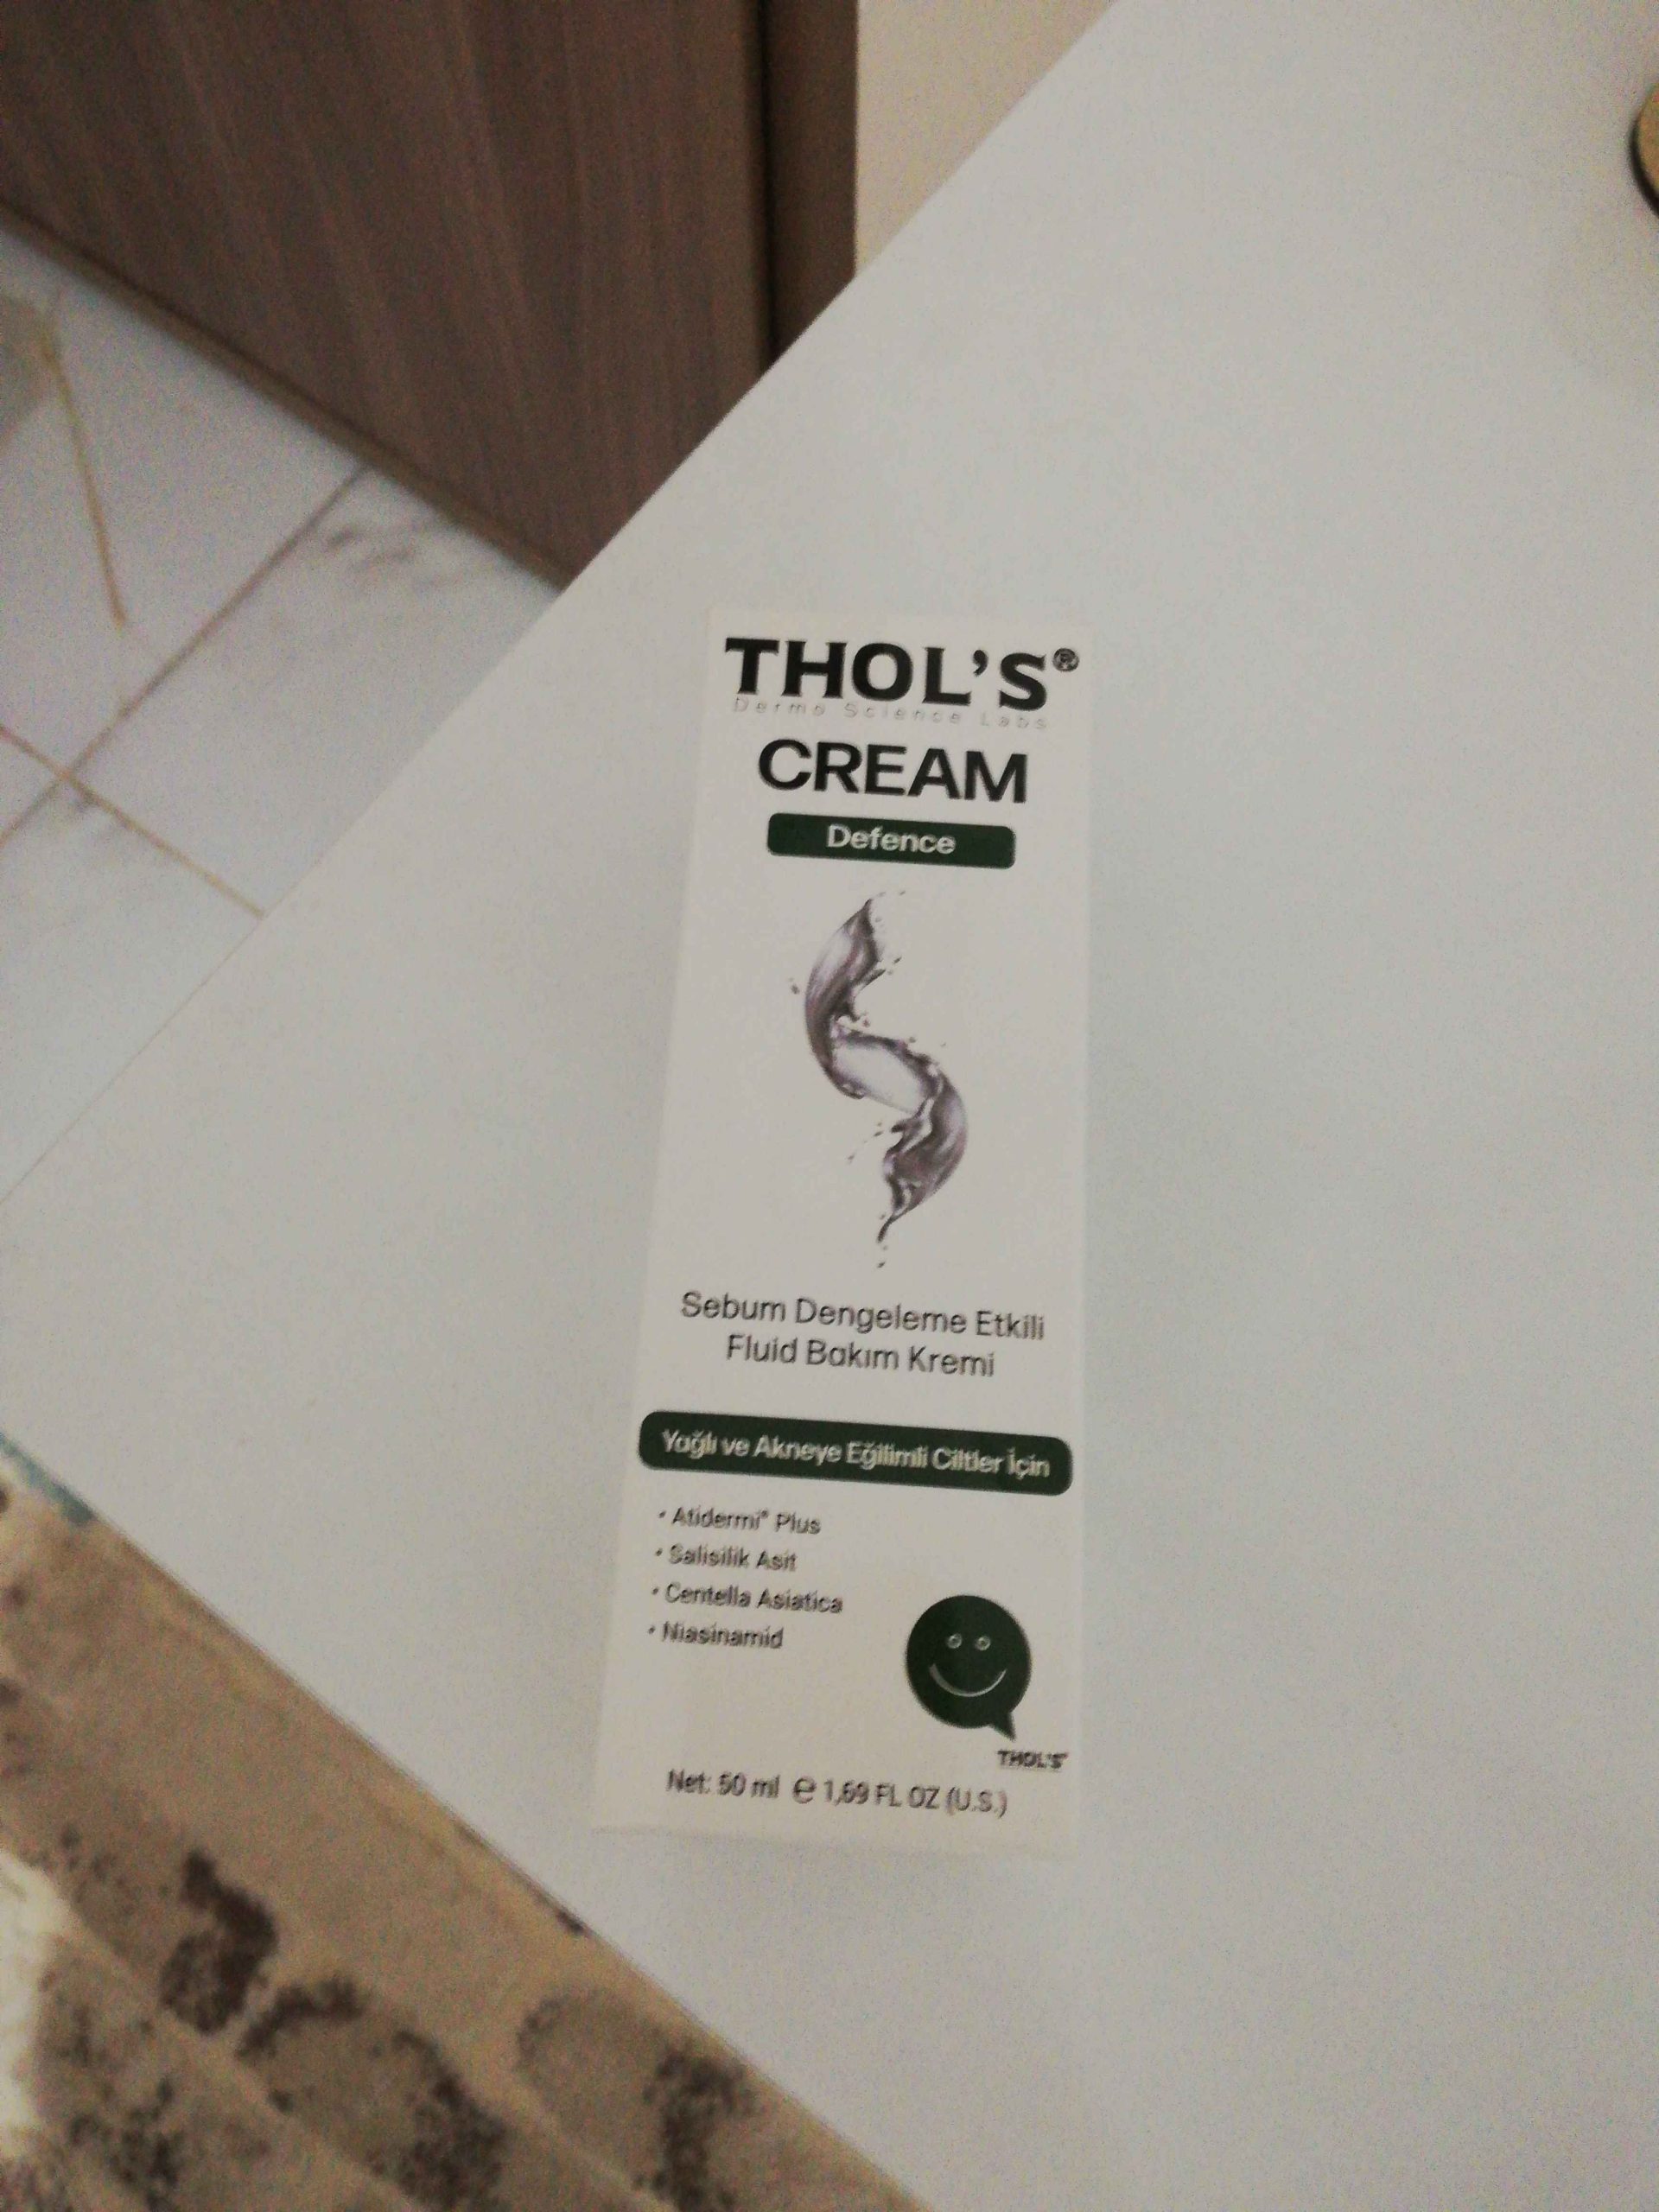 THOL'S®
Dermo Science Labs
CREAM
Defence
Sebum Dengeleme Etkili
Fluid Bakım Kremi
Yağlı ve Akneye Eğilimli Ciltler İçin
• Atidermi® Plus
• Salisilik Asit
• Centella Asiatica
• Niasinamid
THOL'S®
Net: 50 ml ℮ 1,69 FL OZ (U.S.)